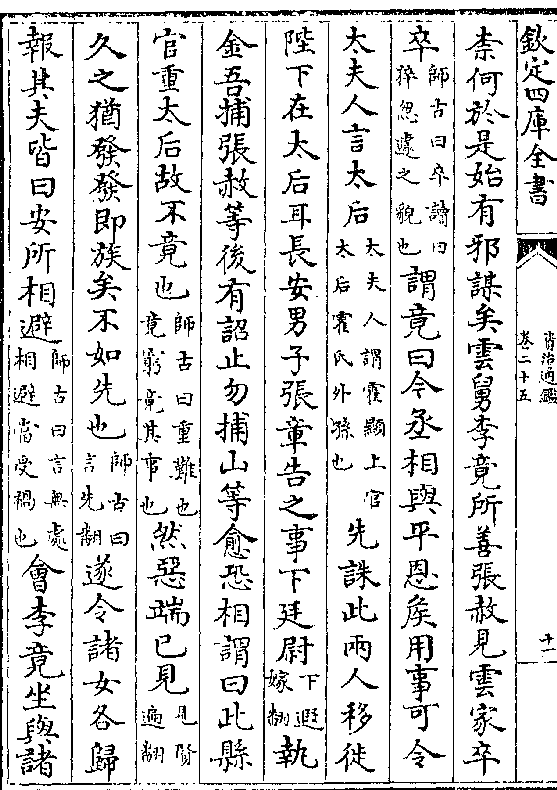 欽定四庫全書
資治通鑑
卷二十五
十一
柰何於是始有邪謀矣雲舅李竟所善張赦見雲家卒
卒師古曰卒讀曰猝忽遽之貌也謂竟曰今丞相與平恩侯用事可令
太夫人言太后太夫人謂霍顯上官太后霍氏外孫也先誅此兩人移徙
陛下在太后耳長安男子張章告之事下廷尉下遐嫁翻執
金吾捕張赦等後有詔止勿捕山等愈恐相謂曰此縣
官重太后故不竟也師古曰重難也竟窮竟其事也然惡端已見見賢遍翻
久之猶發發即族矣不如先也師古曰言先翻遂令諸女各歸
報其夫皆曰安所相避師古曰言無處相避當受禍也會李竟坐與諸